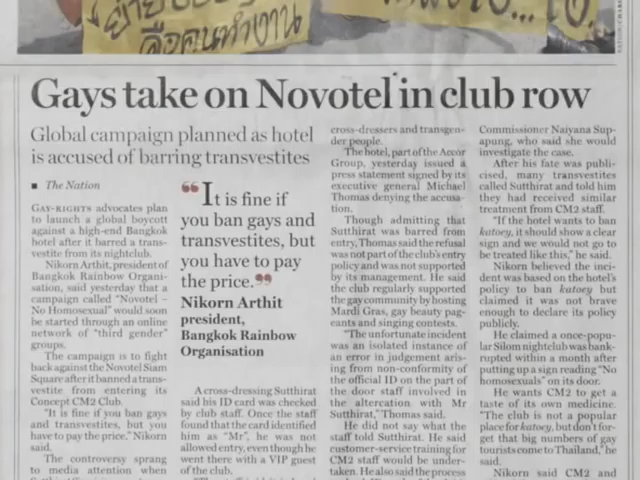 คือคนทำงาน
Gays take on Novotel in club row
Global campaign planned as hotel
is accused of barring transvestites
■ The Nation
GAY-RIGHTS advocates plan
to launch a global boycott
against a high-end Bangkok
hotel after it barred a trans-
vestite from its nightclub.
Nikorn Arthit, president of
Bangkok Rainbow Organi-
sation, said yesterday that a
campaign called "Novotel –
No Homosexual" would soon
be started through an online
network of "third gender"
groups.
The campaign is to fight
back against the Novotel Siam
Square after it banned a trans-
vestite from entering its
Concept CM2 Club.
"It is fine if you ban gays
and transvestites, but you
have to pay the price," Nikorn
said.
The controversy sprang
to media attention when
“It is fine if
you ban gays and
transvestites, but
you have to pay
the price.”
Nikorn Arthit
president,
Bangkok Rainbow
Organisation
A cross-dressing Sutthirat
said his ID card was checked
by club staff. Once the staff
found that the card identified
him as "Mr", he was not
allowed entry, even though he
went there with a VIP guest
of the club.
cross-dressers and transgen-
der people.
The hotel, part of the Accor
Group, yesterday issued a
press statement signed by
its executive general Michael
Thomas denying the accusa-
tion.
Though admitting that
Sutthirat was barred from
entry, Thomas said the refusal
was not part of the club's entry
policy and was not supported
by its management. He said
the club regularly supported
the gay community by hosting
Mardi Gras, gay beauty pag-
eants and singing contests.
"The unfortunate incident
was an isolated instance of
an error in judgement aris-
ing from non-conformity of
the official ID on the part of
the door staff involved in
the altercation with Mr
Sutthirat," Thomas said.
He did not say what the
staff told Sutthirat. He said
customer-service training for
CM2 staff would be under-
taken. He also said the process
Commissioner Naiyana Sup-
apung, who said she would
investigate the case.
After his fate was publi-
cised, many transvestites
called Sutthirat and told him
they had received similar
treatment from CM2 staff.
"If the hotel wants to ban
katoey, it should show a clear
sign and we would not go to
be treated like this," he said.
Nikorn believed the inci-
dent was based on the hotel's
policy to ban katoey but
claimed it was not brave
enough to declare its policy
publicly.
He claimed a once-popu-
lar Silom nightclub was bank-
rupted within a month after
putting up a sign reading "No
homosexuals" on its door.
He wants CM2 to get a
taste of its own medicine.
"The club is not a popular
place for katoey, but don't for-
get that big numbers of gay
tourists come to Thailand," he
said.
Nikorn said CM2 and